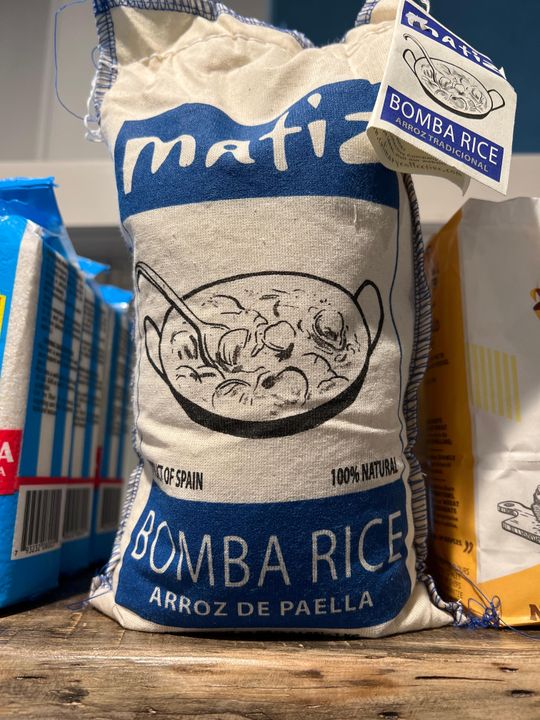 matiz
BOMBA RICE
ARROZ TRADICIONAL
matiz
CT OF SPAIN
100% NATURAL
BOMBA RICE
ARROZ DE PAELLA